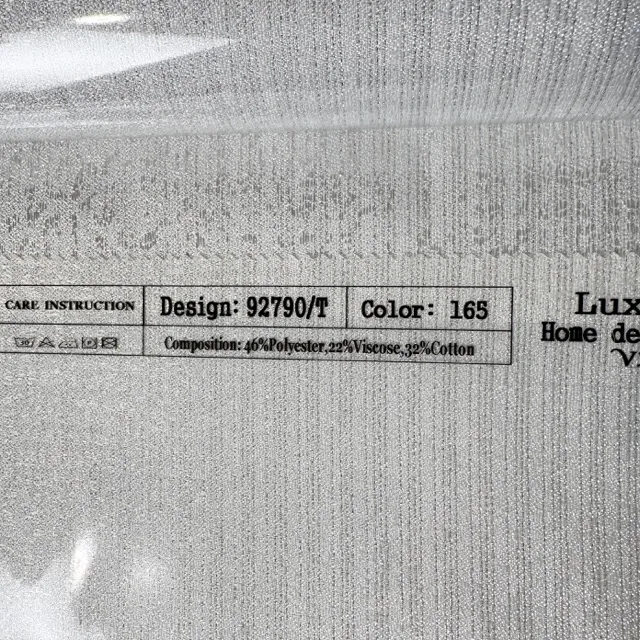 CARE INSTRUCTION
Design: 92790/T
Color: 165
Composition: 46%Polyester,22%Viscose,32%Cotton
Lux
Home de